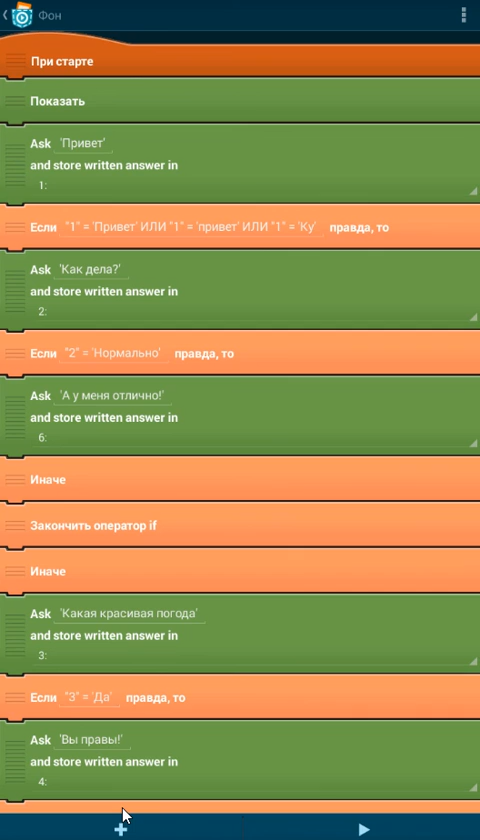 Фон
При старте
Показать
Ask 'Привет'
and store written answer in
1:
Если "1" = 'Привет' ИЛИ "1" = 'привет' ИЛИ "1" = 'Ку' правда, то
Ask 'Как дела?'
and store written answer in
2:
Если "2" = 'Нормально' правда, то
Ask 'А у меня отлично!'
and store written answer in
6:
Иначе
Закончить оператор if
Иначе
Ask 'Какая красивая погода'
and store written answer in
3:
Если "3" = 'Да' правда, то
Ask 'Вы правы!'
and store written answer in
4: